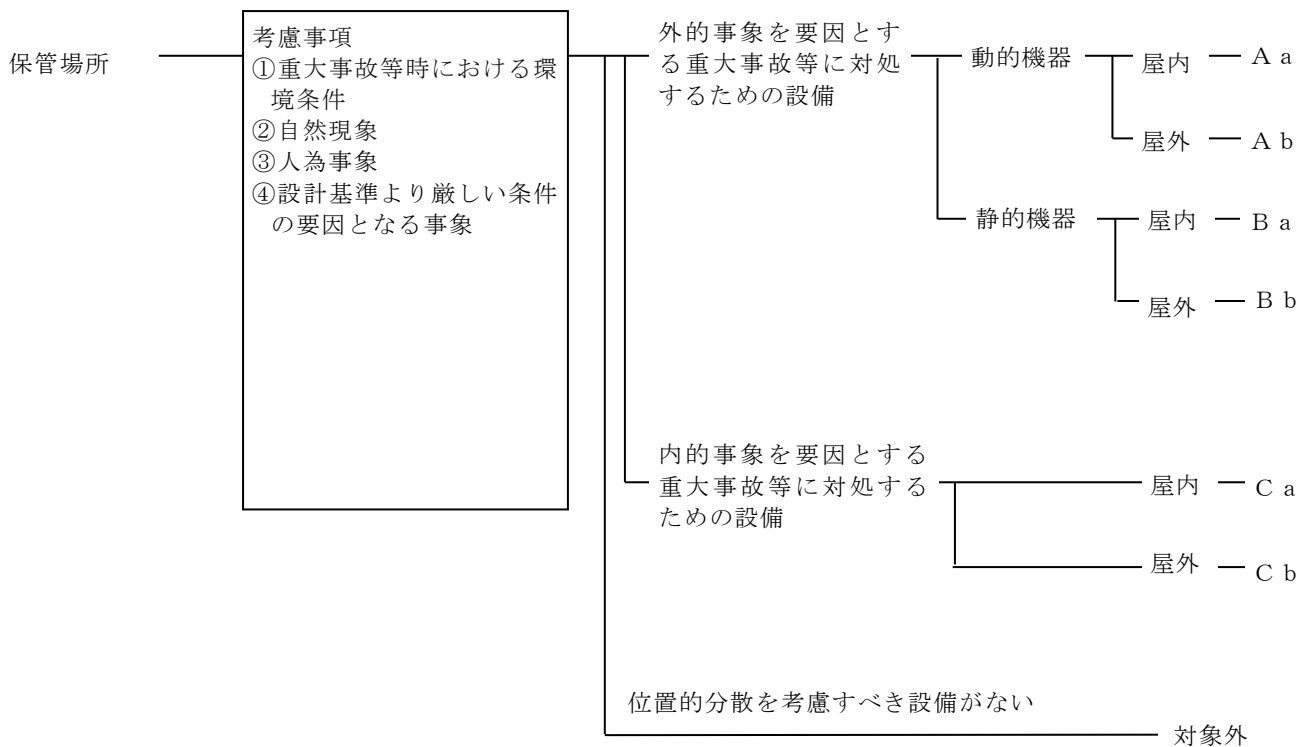 保管場所
考慮事項
①重大事故等時における環
境条件
②自然現象
③人為事象
④設計基準より厳しい条件
の要因となる事象
外的事象を要因とす
る重大事故等に対処
するための設備
動的機器
屋内
Ａａ
屋外
Ａｂ
静的機器
屋内
Ｂａ
屋外
Ｂｂ
内的事象を要因とする
重大事故等に対処する
ための設備
屋内
Ｃａ
屋外
Ｃｂ
位置的分散を考慮すべき設備がない
対象外